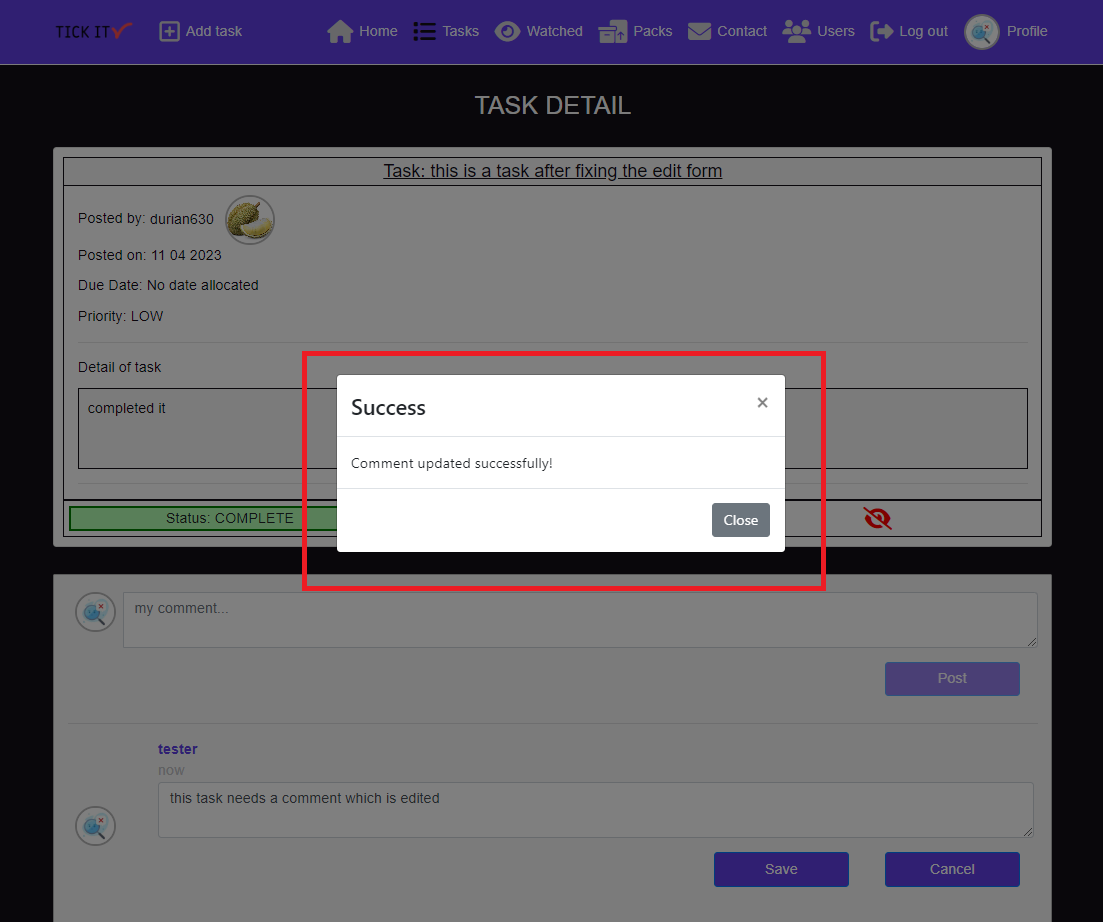 TICK IT Add task Home Tasks Watched Packs Contact Users Log out Profile
TASK DETAIL
Task: this is a task after fixing the edit form
Posted by: durian630
Posted on: 11 04 2023
Due Date: No date allocated
Priority: LOW
Detail of task
completed it
Success ×
Comment updated successfully!
Close
Status: COMPLETE
my comment...
Post
tester
now
this task needs a comment which is edited
Save Cancel